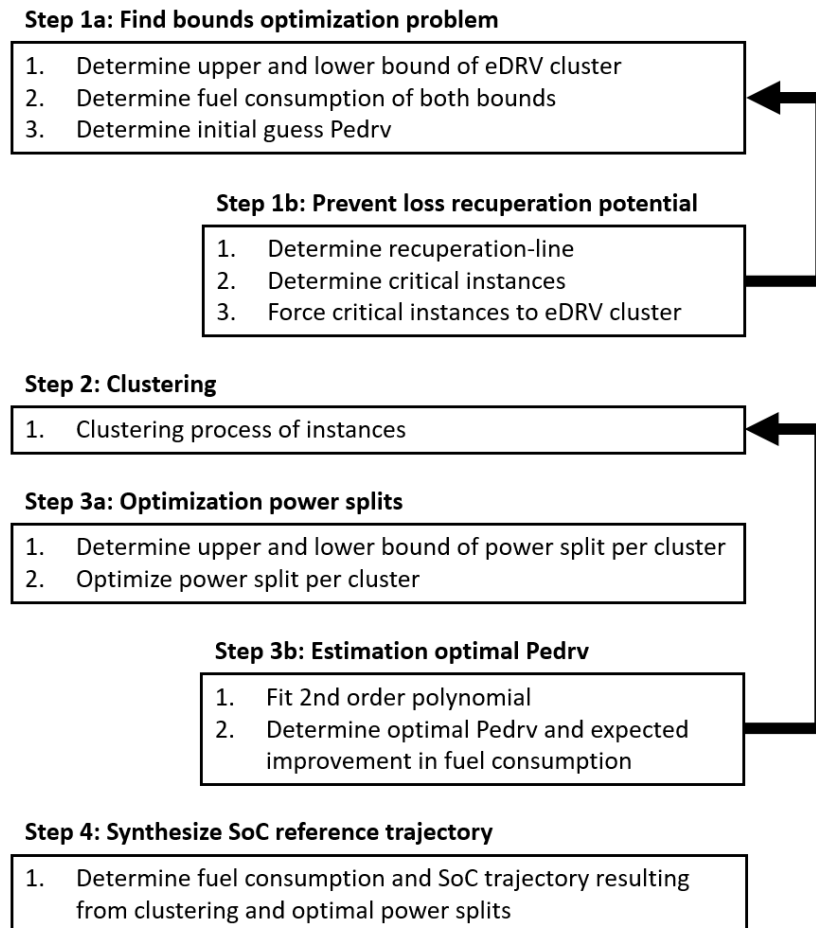 Step 1a: Find bounds optimization problem
1. Determine upper and lower bound of eDRV cluster
2. Determine fuel consumption of both bounds
3. Determine initial guess Pedrv
Step 1b: Prevent loss recuperation potential
1. Determine recuperation-line
2. Determine critical instances
3. Force critical instances to eDRV cluster
Step 2: Clustering
1. Clustering process of instances
Step 3a: Optimization power splits
1. Determine upper and lower bound of power split per cluster
2. Optimize power split per cluster
Step 3b: Estimation optimal Pedrv
1. Fit 2nd order polynomial
2. Determine optimal Pedrv and expected
improvement in fuel consumption
Step 4: Synthesize SoC reference trajectory
1. Determine fuel consumption and SoC trajectory resulting
from clustering and optimal power splits